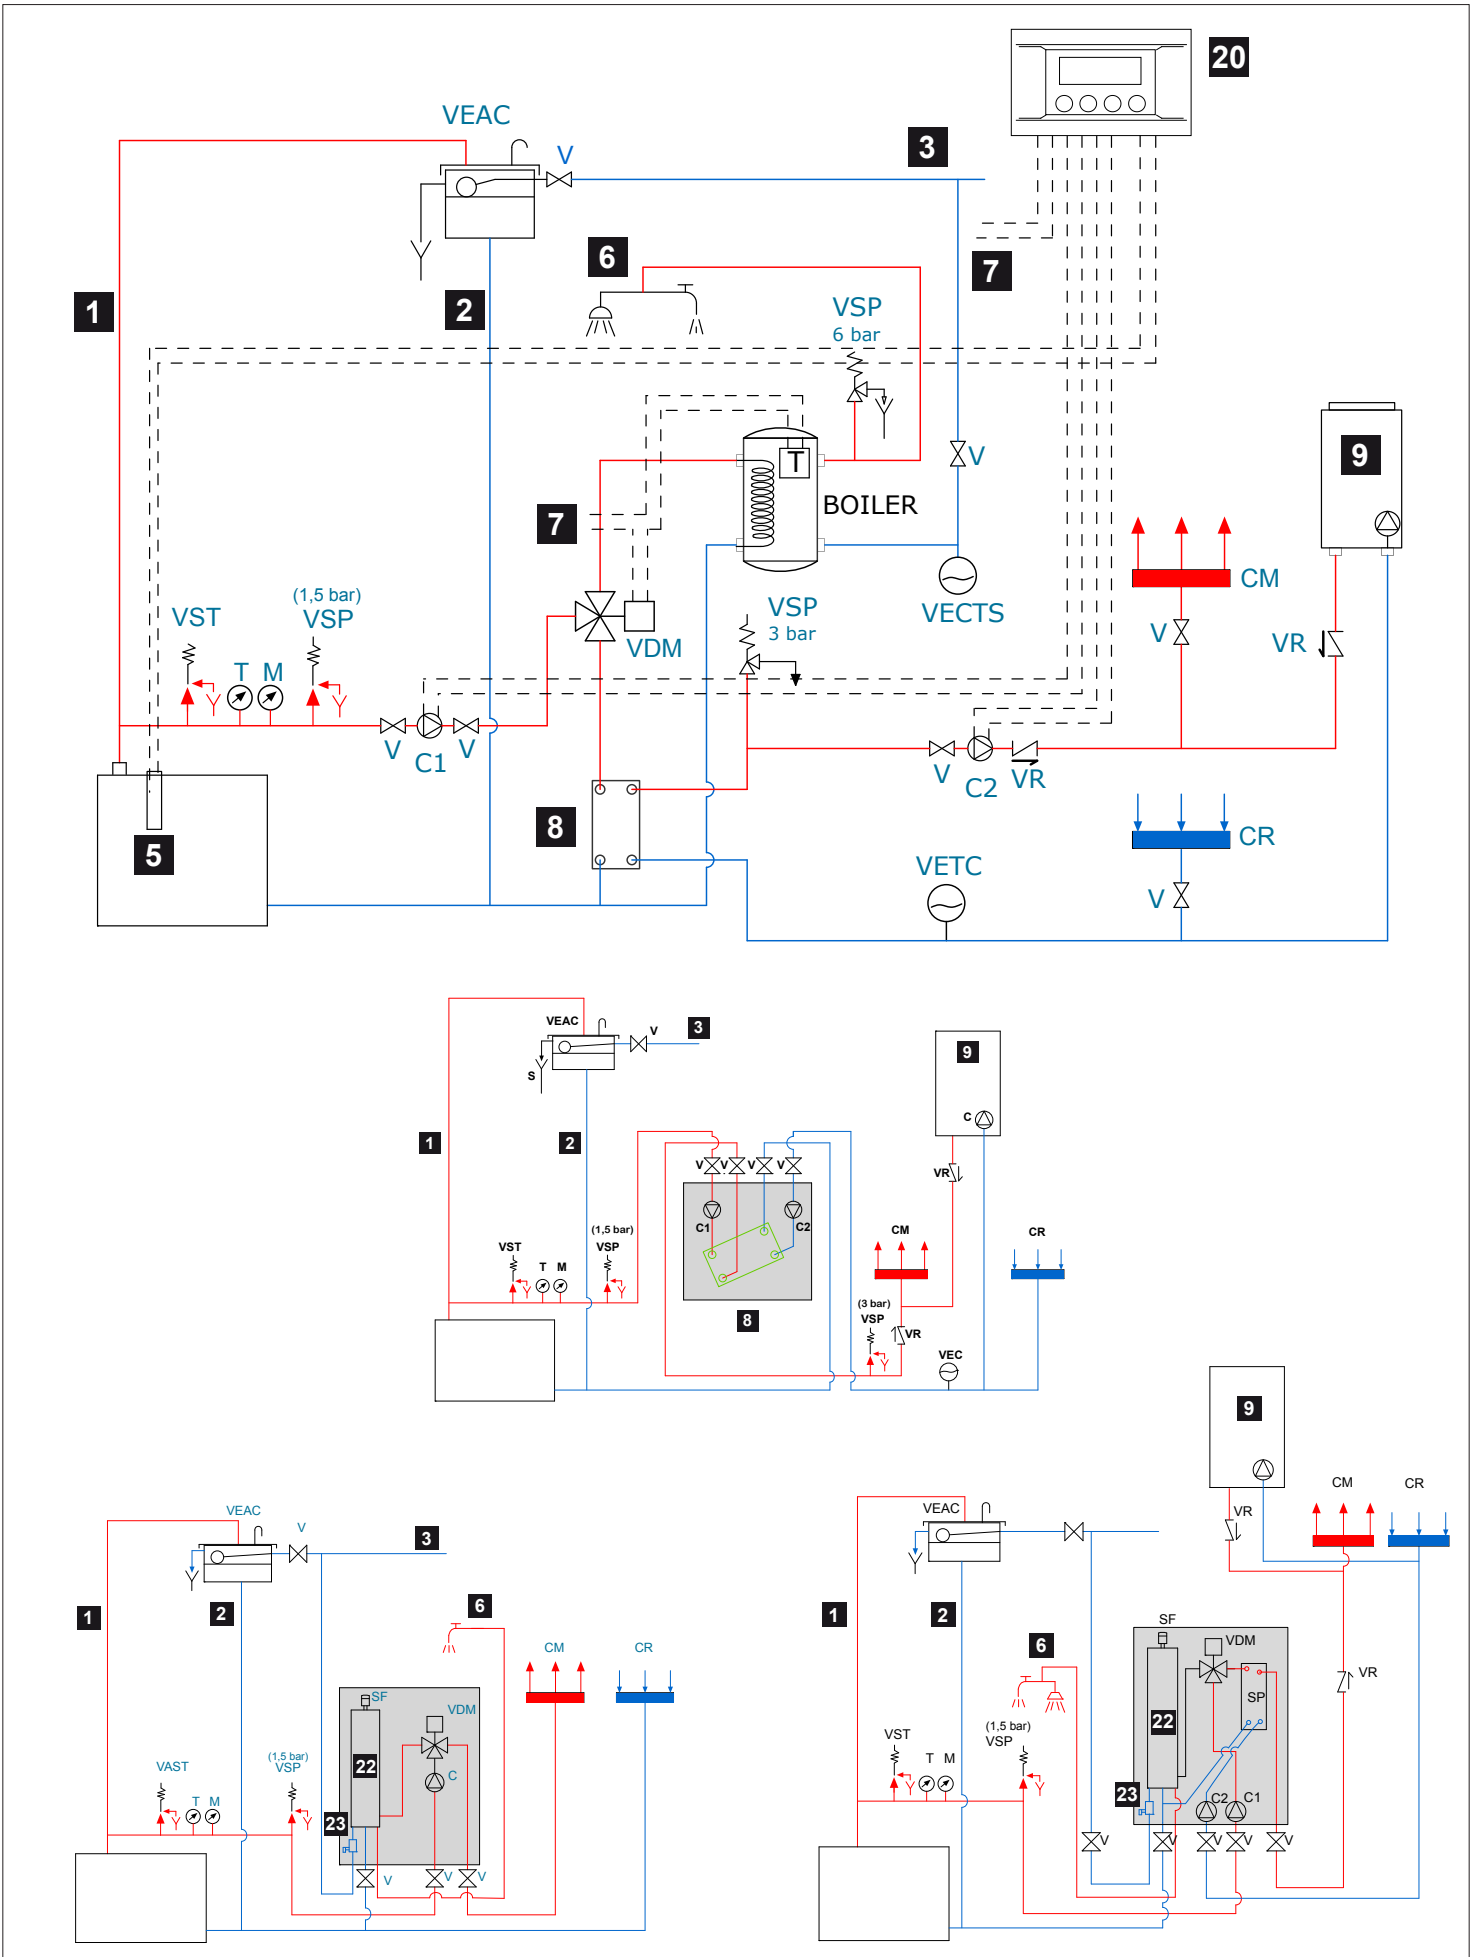 20
VEAC
V
3
7
6
1
2
VSP
6 bar
9
T
V
BOILER
7
CM
(1,5 bar)
VST
VSP
VSP
VECTS
3 bar
V
VR
VDM
T M
V
C1
V
V
C2
VR
8
5
CR
VETC
V
VEAC
V
3
9
S
C
1
2
V
V
V
V
VR
C1
C2
(1,5 bar)
VST
VSP
CM
CR
T M
(3 bar)
8
VSP
VR
VEC
9
CM
CR
VEAC
V
VEAC
VR
3
1
2
6
1
2
SF
6
VDM
CM
CR
VR
SF
VDM
SP
22
(1,5 bar)
VST
VSP
T M
22
(1,5 bar)
VAST
VSP
C
T M
23
23
C2
C1
V
V
V
V
V
V
V